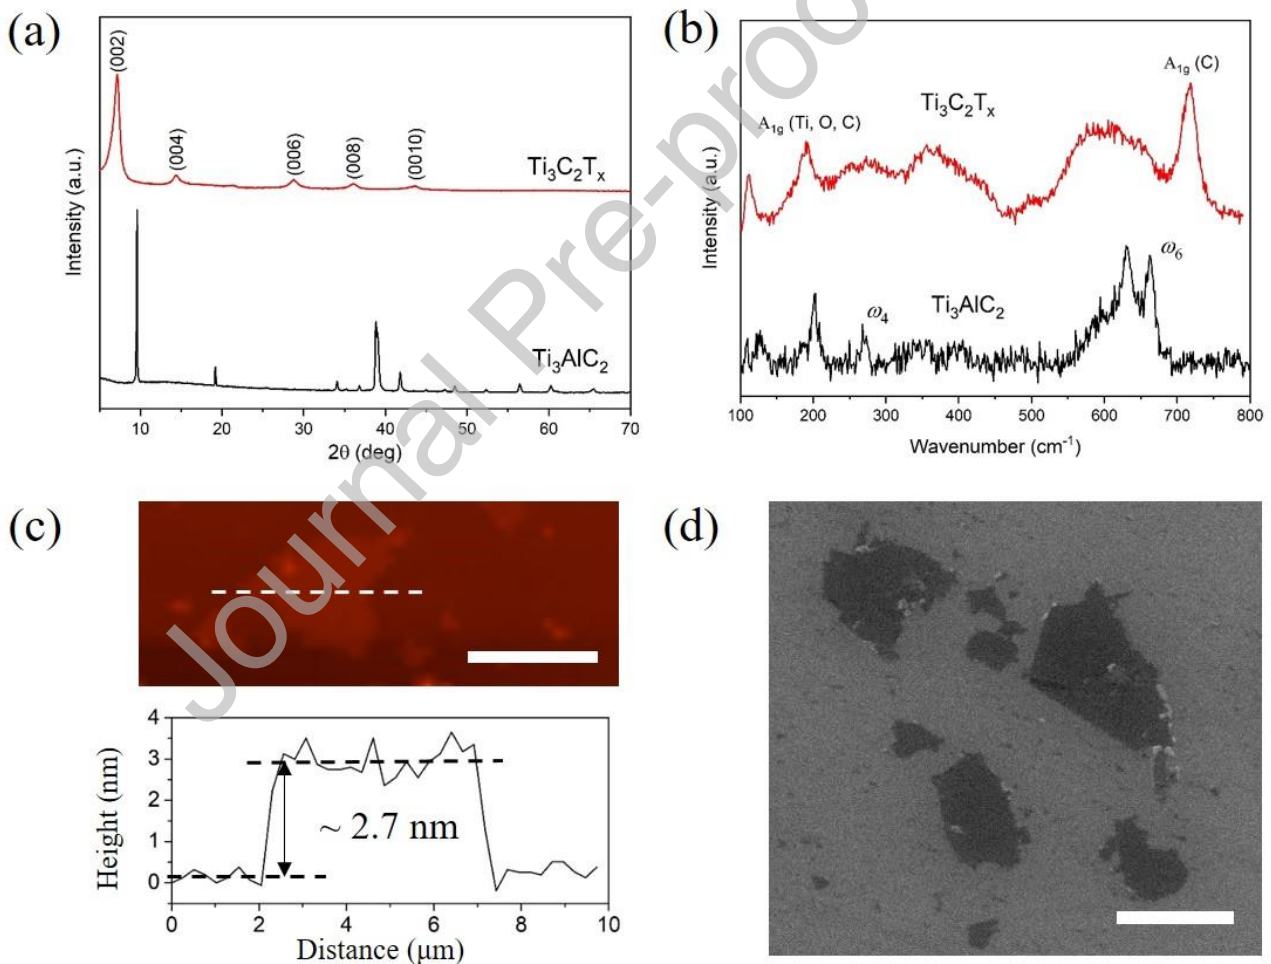 (a)
(002)
(004)
(006)
(008)
(0010)
Ti₃C₂Tₓ
Ti₃AlC₂
Intensity (a.u.)
10 20 30 40 50 60 70
2θ (deg)
(b)
A₁g (C)
Ti₃C₂Tₓ
A₁g (Ti, O, C)
ω₆
ω₄
Ti₃AlC₂
Intensity (a.u.)
100 200 300 400 500 600 700 800
Wavenumber (cm⁻¹)
Journal Pre-proo
(c)
4
3
2
1
0
~ 2.7 nm
Height (nm)
0 2 4 6 8 10
Distance (μm)
(d)